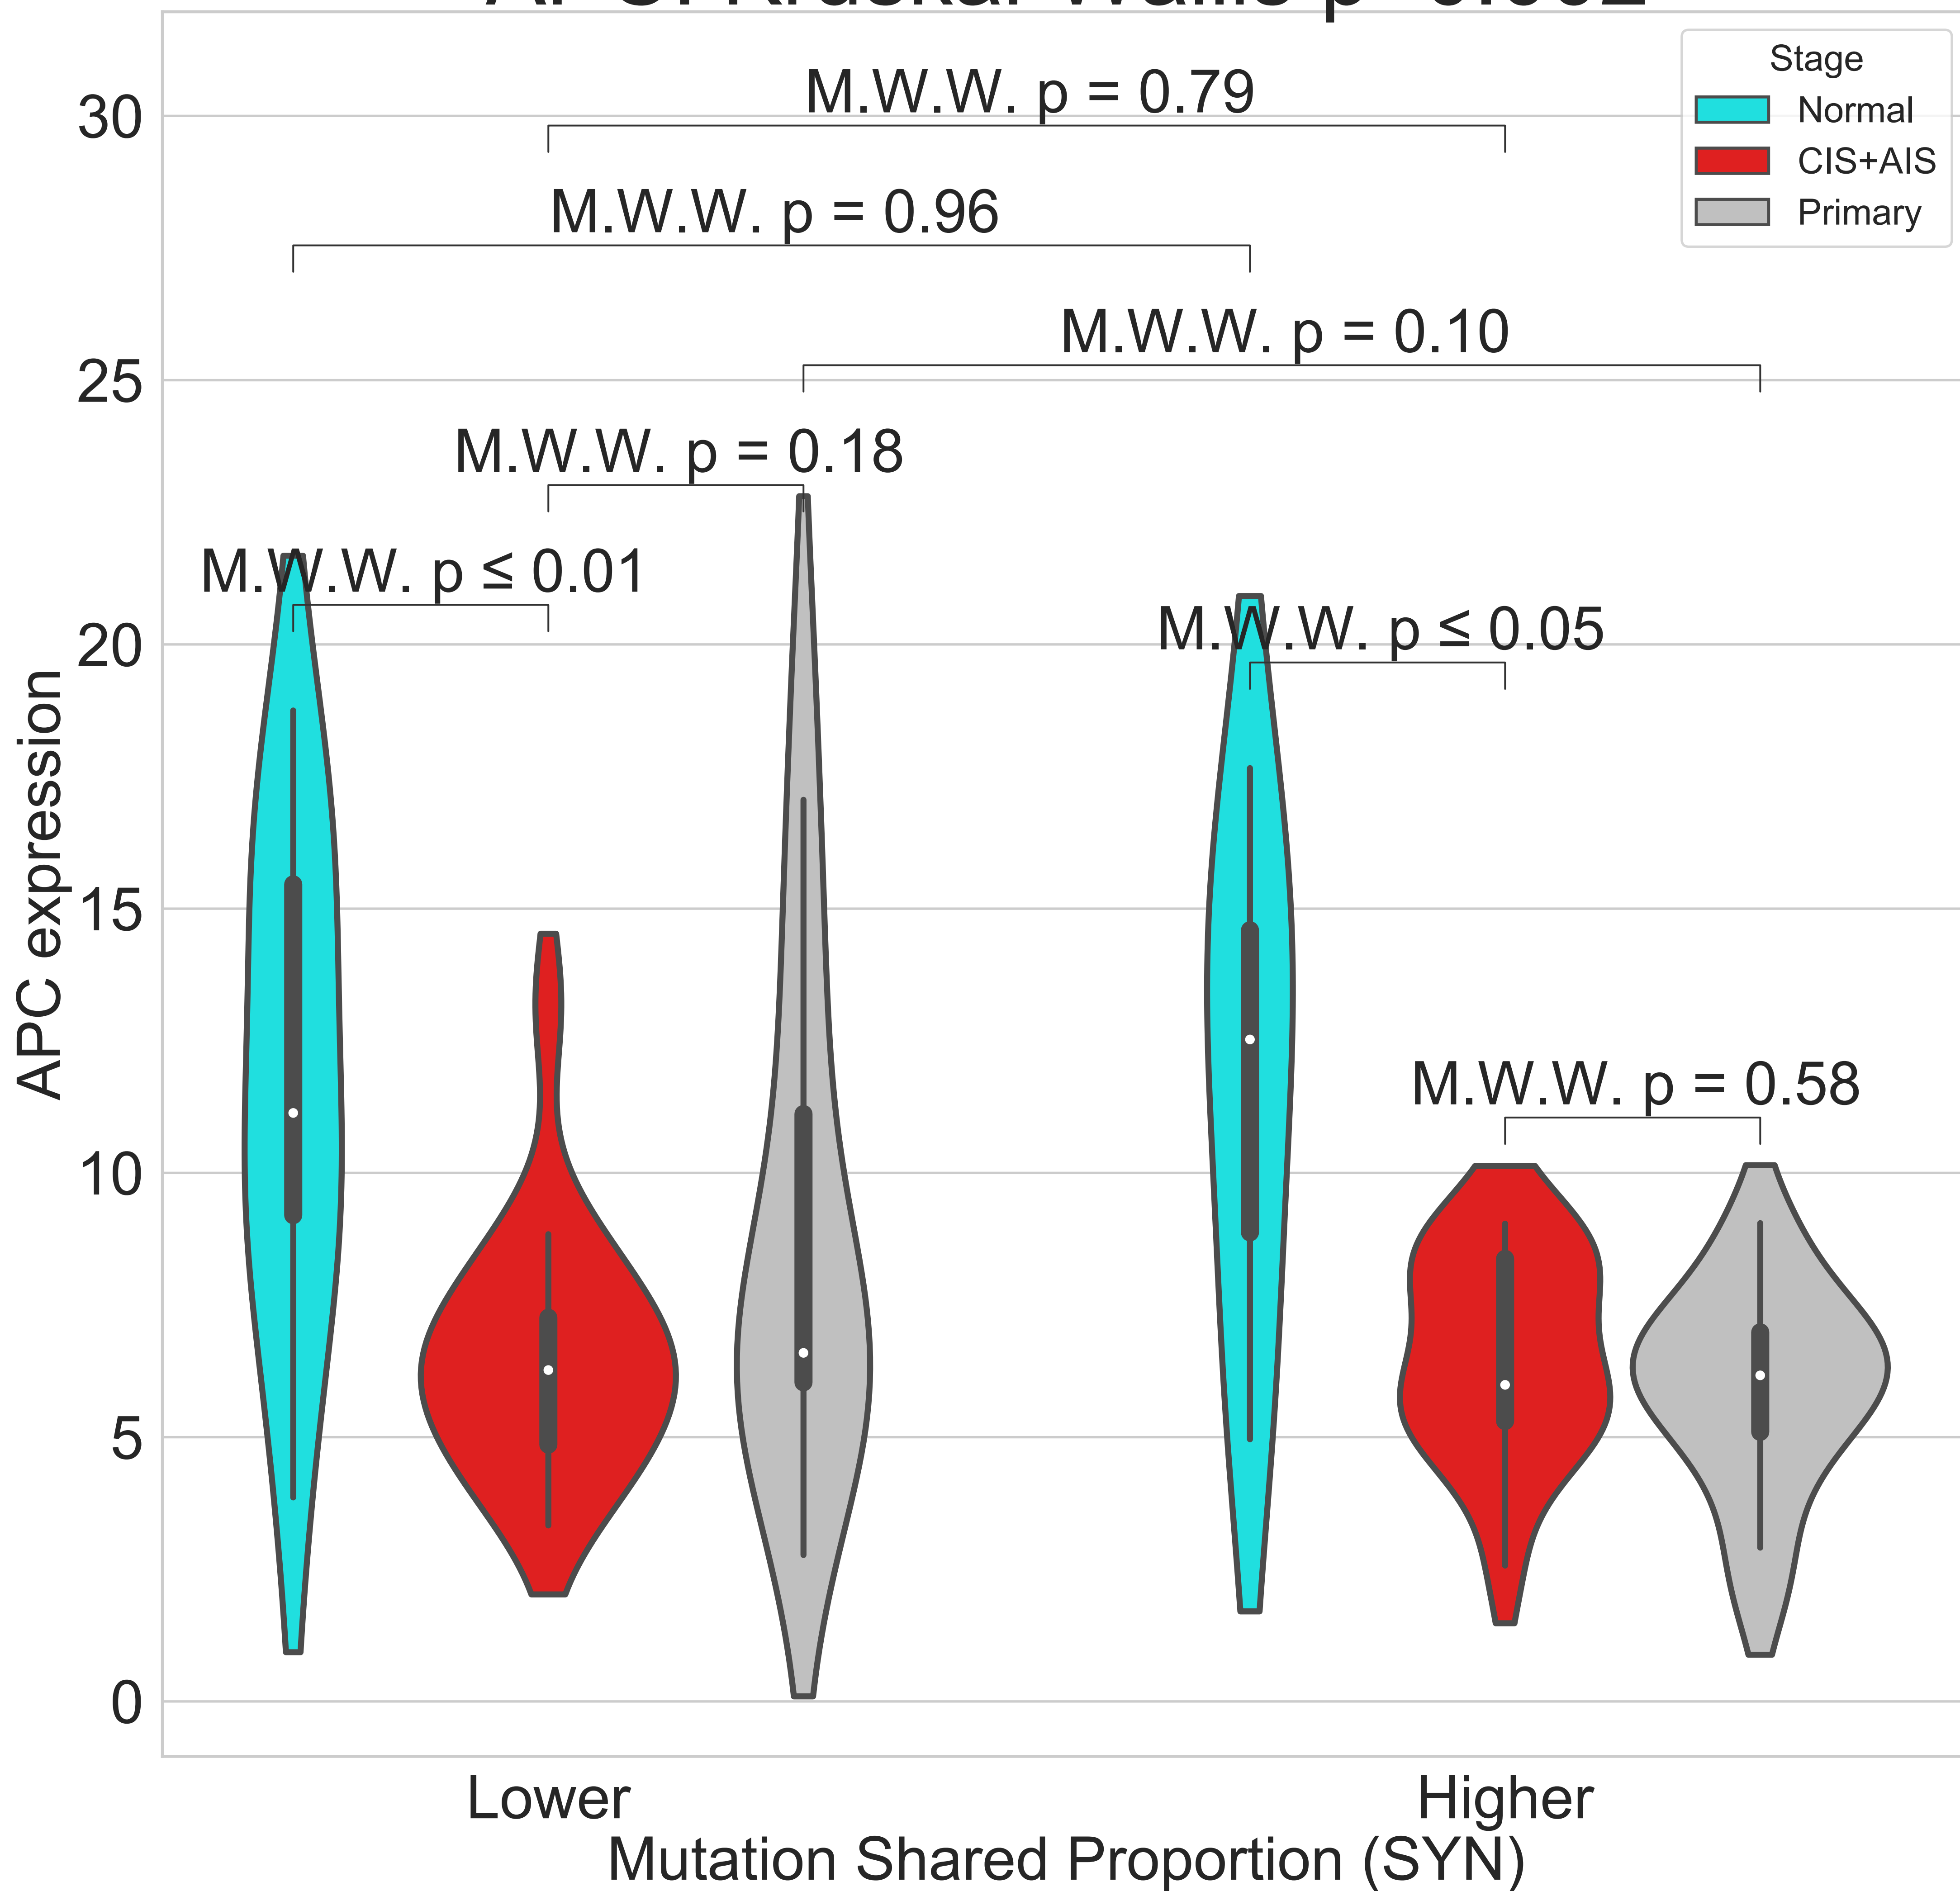 Stage
Normal
CIS+AIS
Primary
M.W.W. p = 0.79
M.W.W. p = 0.96
M.W.W. p = 0.10
M.W.W. p = 0.18
M.W.W. p ≤ 0.01
M.W.W. p ≤ 0.05
M.W.W. p = 0.58
30
25
20
15
10
5
0
APC expression
Lower
Higher
Mutation Shared Proportion (SYN)